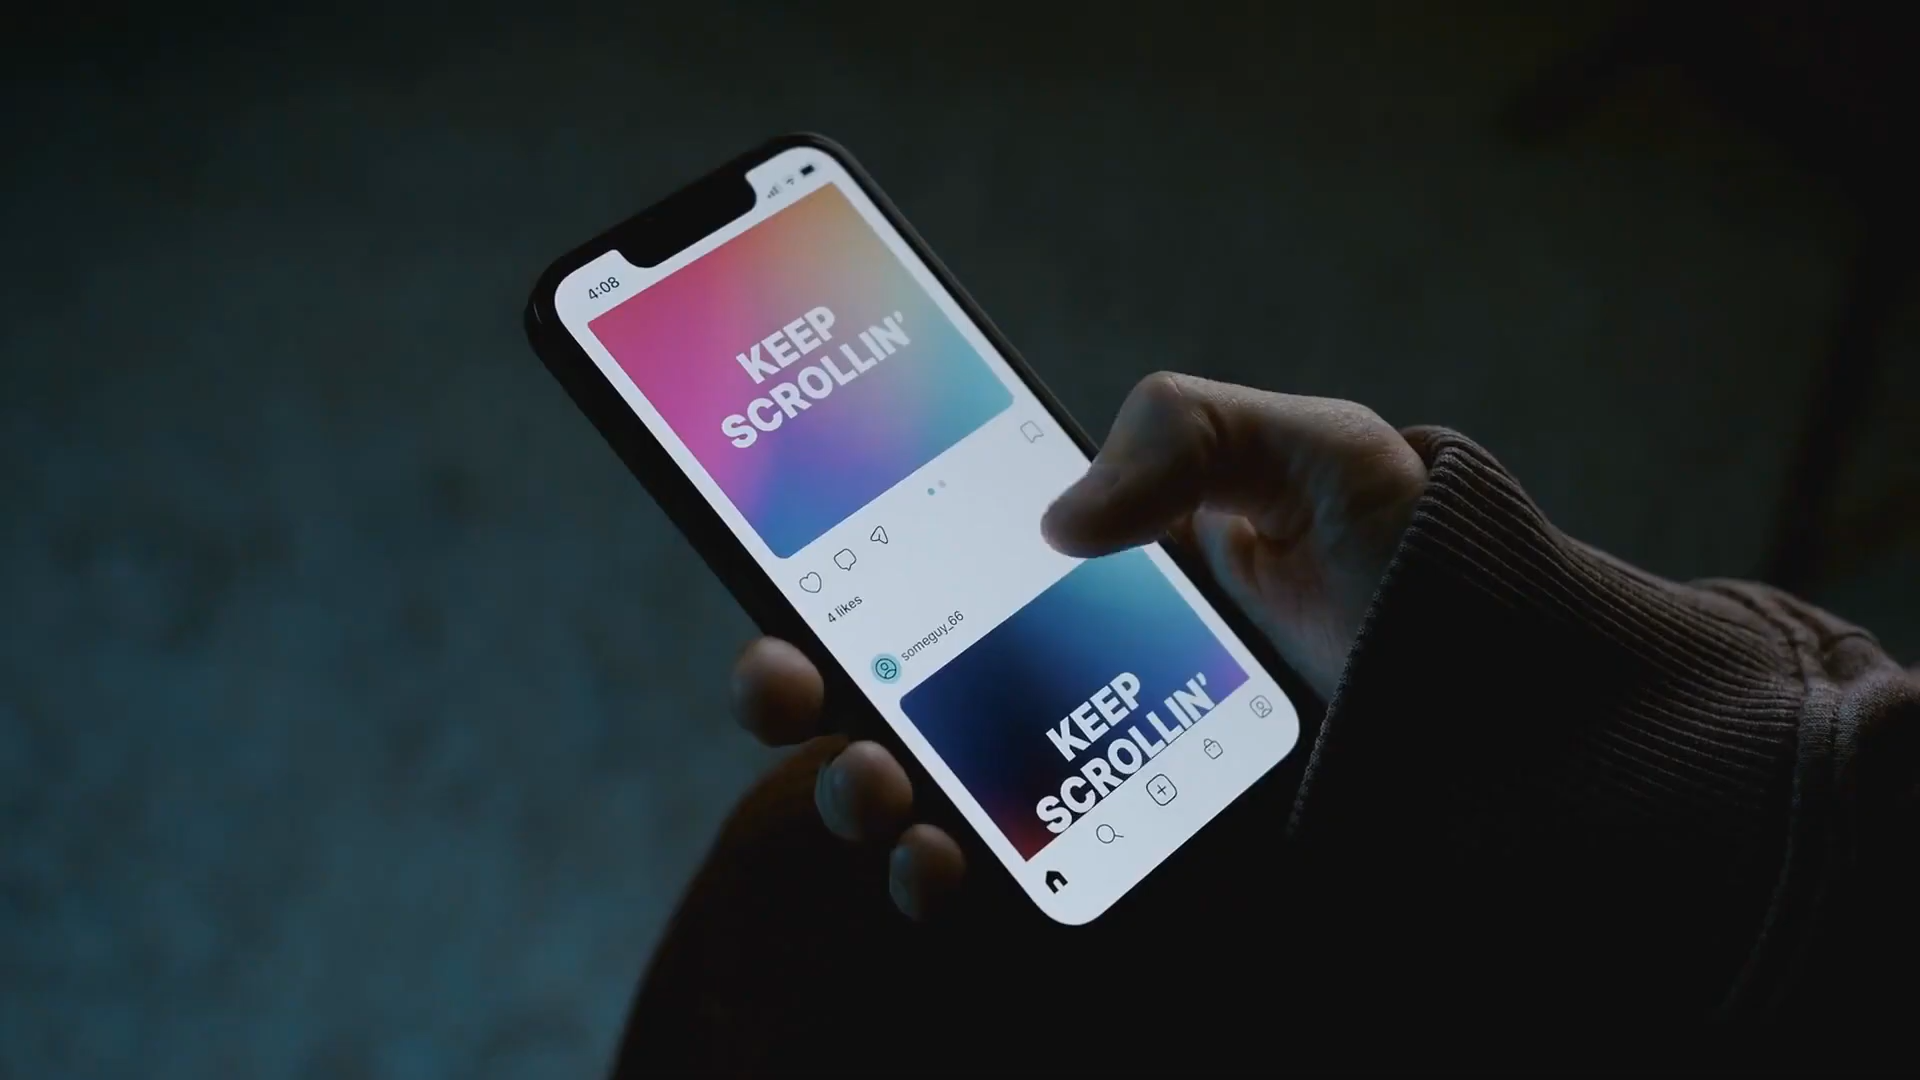 4:08
KEEP
SCROLLIN'
4 likes
someguy_66
KEEP
SCROLLIN'